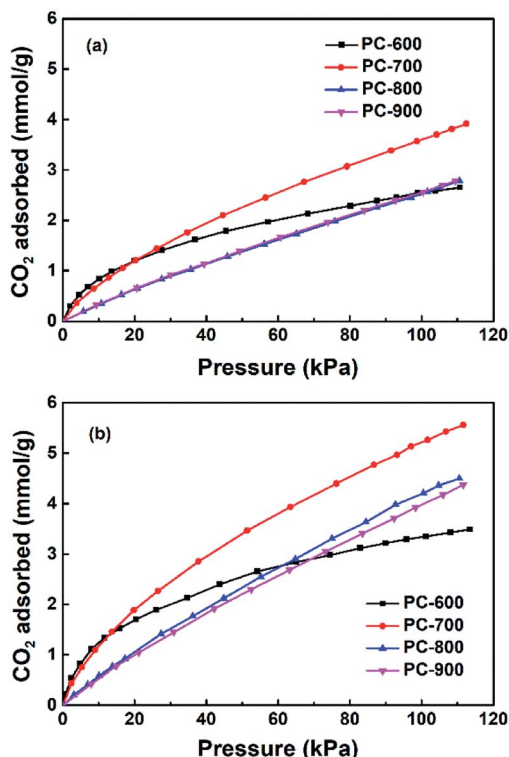 (a)
PC-600
PC-700
PC-800
PC-900
CO2 adsorbed (mmol/g)
6
5
4
3
2
1
0
0 20 40 60 80 100 120
Pressure (kPa)
(b)
PC-600
PC-700
PC-800
PC-900
CO2 adsorbed (mmol/g)
6
5
4
3
2
1
0
0 20 40 60 80 100 120
Pressure (kPa)